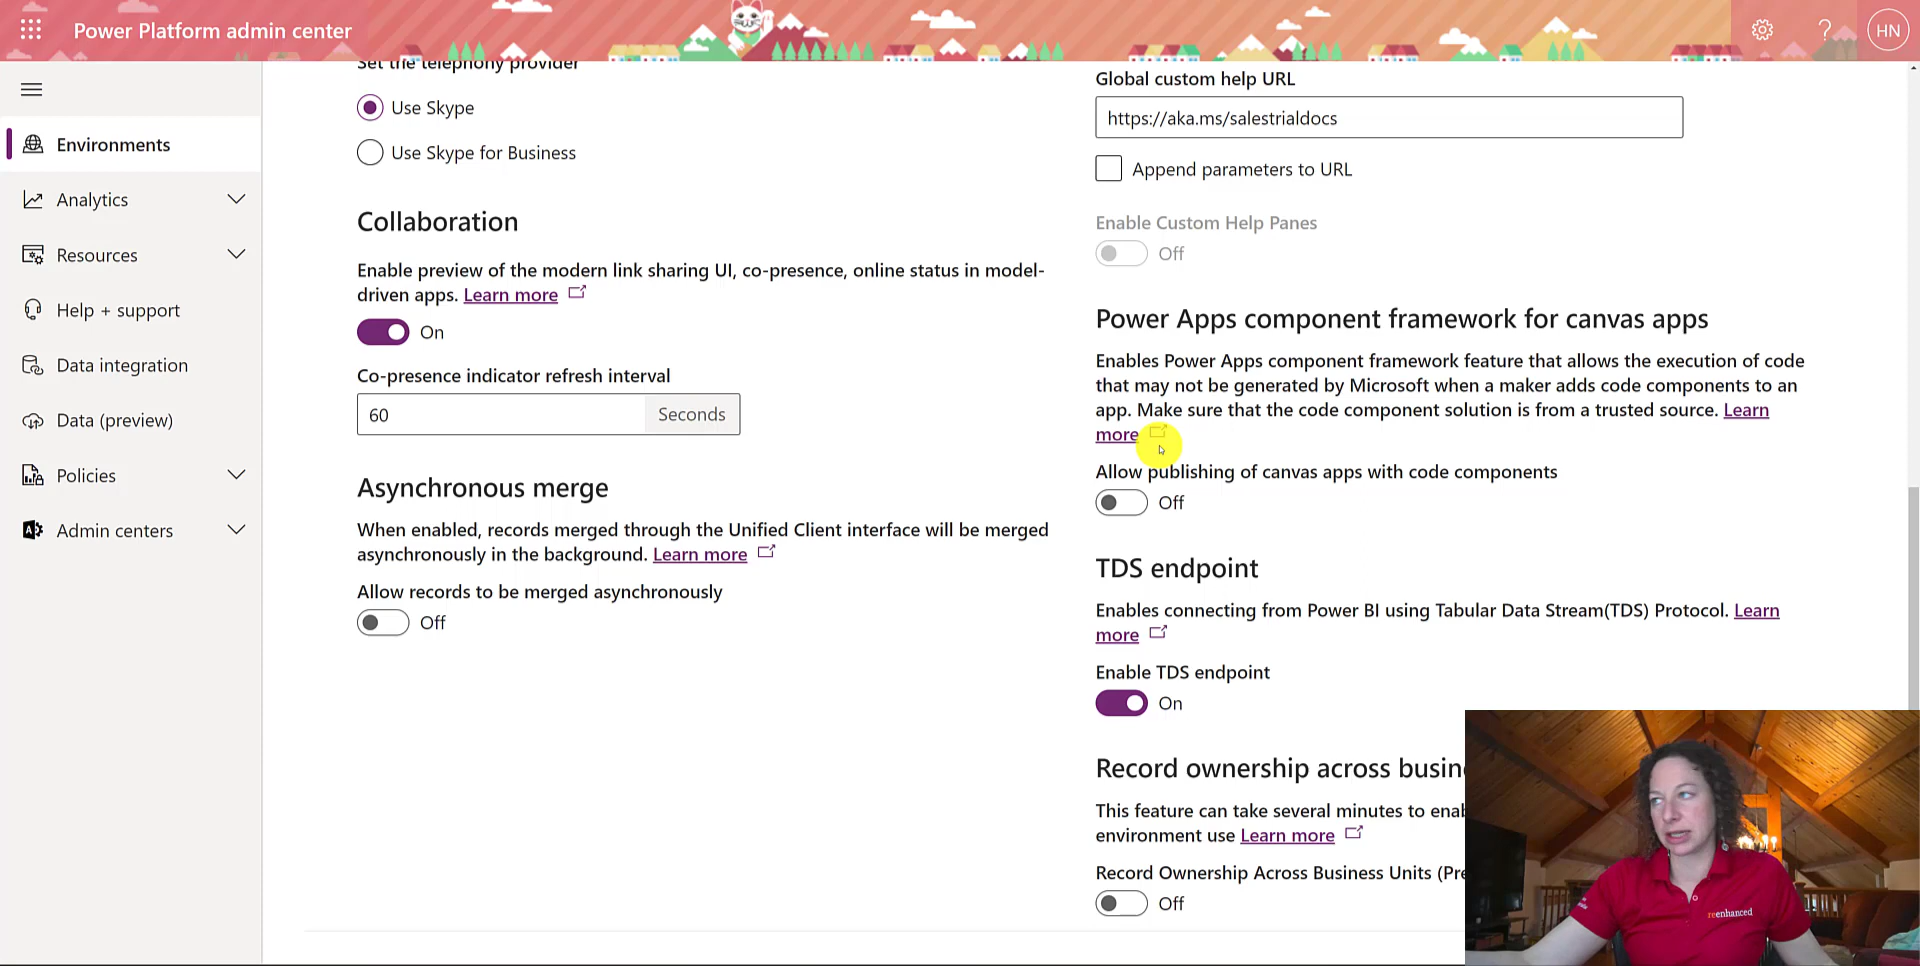 Power Platform admin center
?
HN
Environments
Analytics
Resources
Help + support
Data integration
Data (preview)
Policies
Admin centers
Set the telephony provider
Use Skype
Use Skype for Business
Collaboration
Enable preview of the modern link sharing UI, co-presence, online status in model-
driven apps. Learn more
On
Co-presence indicator refresh interval
60 Seconds
Asynchronous merge
When enabled, records merged through the Unified Client interface will be merged
asynchronously in the background. Learn more
Allow records to be merged asynchronously
Off
Global custom help URL
https://aka.ms/salestrialdocs
Append parameters to URL
Enable Custom Help Panes
Off
Power Apps component framework for canvas apps
Enables Power Apps component framework feature that allows the execution of code
that may not be generated by Microsoft when a maker adds code components to an
app. Make sure that the code component solution is from a trusted source. Learn
more
Allow publishing of canvas apps with code components
Off
TDS endpoint
Enables connecting from Power BI using Tabular Data Stream(TDS) Protocol. Learn
more
Enable TDS endpoint
On
Record ownership across busin
This feature can take several minutes to enab
environment use Learn more
Record Ownership Across Business Units (Pre
Off
reenhanced